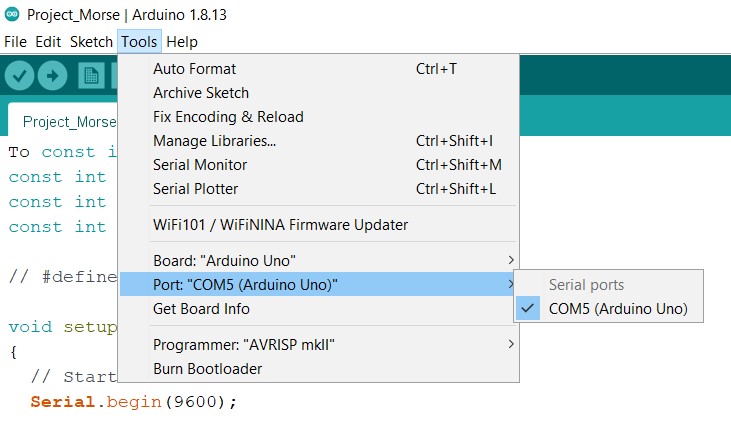 Project_Morse | Arduino 1.8.13
File Edit Sketch Tools Help
Project_Morse
Auto Format Ctrl+T
Archive Sketch
Fix Encoding & Reload
Manage Libraries... Ctrl+Shift+I
Serial Monitor Ctrl+Shift+M
Serial Plotter Ctrl+Shift+L
WiFi101 / WiFiNINA Firmware Updater
Board: "Arduino Uno"
Port: "COM5 (Arduino Uno)"
Get Board Info
Programmer: "AVRISP mkII"
Burn Bootloader
Serial ports
COM5 (Arduino Uno)
To const i
const int
const int
const int
// #define
void setup
{
// Start
Serial.begin(9600);